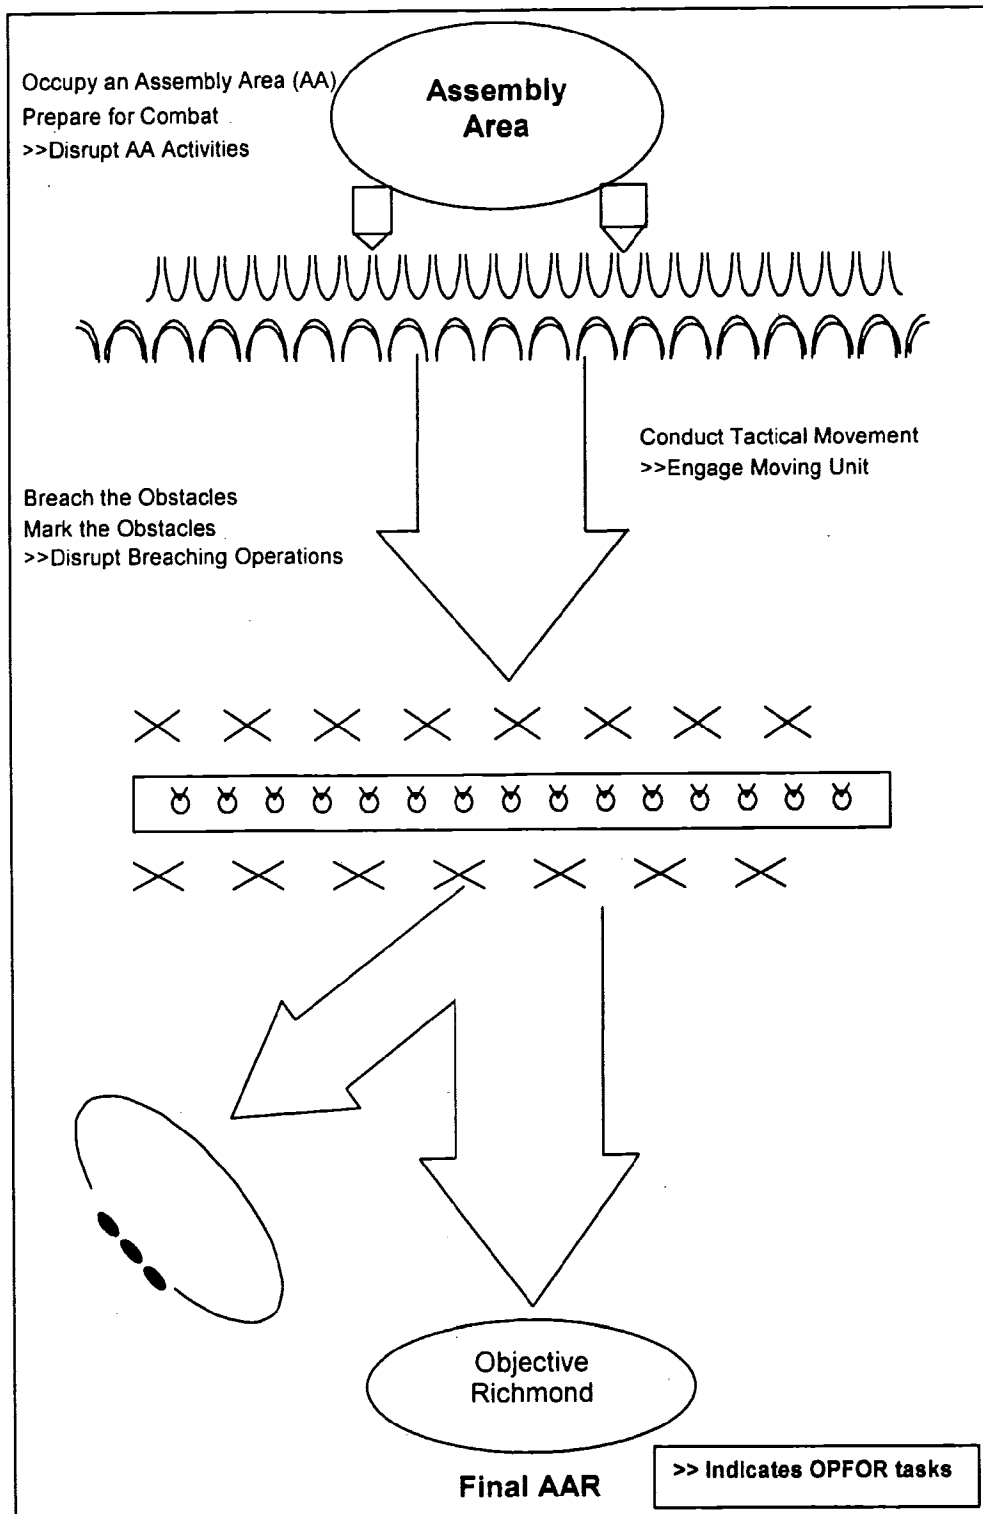 Occupy an Assembly Area (AA)
Prepare for Combat
>>Disrupt AA Activities
Assembly
Area
Conduct Tactical Movement
>>Engage Moving Unit
Breach the Obstacles
Mark the Obstacles
>>Disrupt Breaching Operations
Objective
Richmond
Final AAR
>> Indicates OPFOR tasks